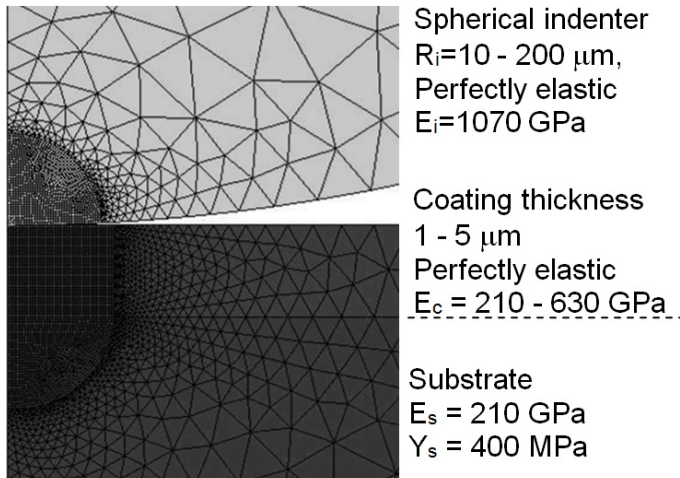 Spherical indenter
Ri=10 - 200 μm,
Perfectly elastic
Ei=1070 GPa
Coating thickness
1 - 5 μm
Perfectly elastic
Ec = 210 - 630 GPa
Substrate
Es = 210 GPa
Ys = 400 MPa